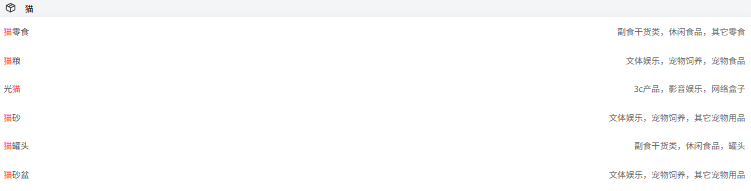 猫
猫零食 副食干货类，休闲食品，其它零食
猫粮 文体娱乐，宠物饲养，宠物食品
光猫 3c产品，影音娱乐，网络盒子
猫砂 文体娱乐，宠物饲养，其它宠物用品
猫罐头 副食干货类，休闲食品，罐头
猫砂盆 文体娱乐，宠物饲养，其它宠物用品